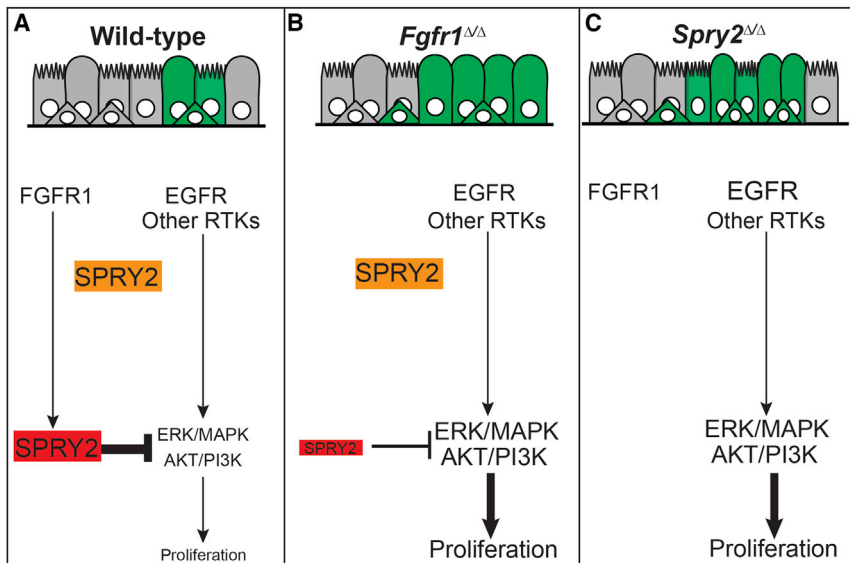 A
Wild-type
FGFR1
EGFR
Other RTKs
SPRY2
SPRY2
ERK/MAPK
AKT/PI3K
Proliferation
B
Fgfr1Δ/Δ
EGFR
Other RTKs
SPRY2
SPRY2
ERK/MAPK
AKT/PI3K
Proliferation
C
Spry2Δ/Δ
FGFR1
EGFR
Other RTKs
ERK/MAPK
AKT/PI3K
Proliferation